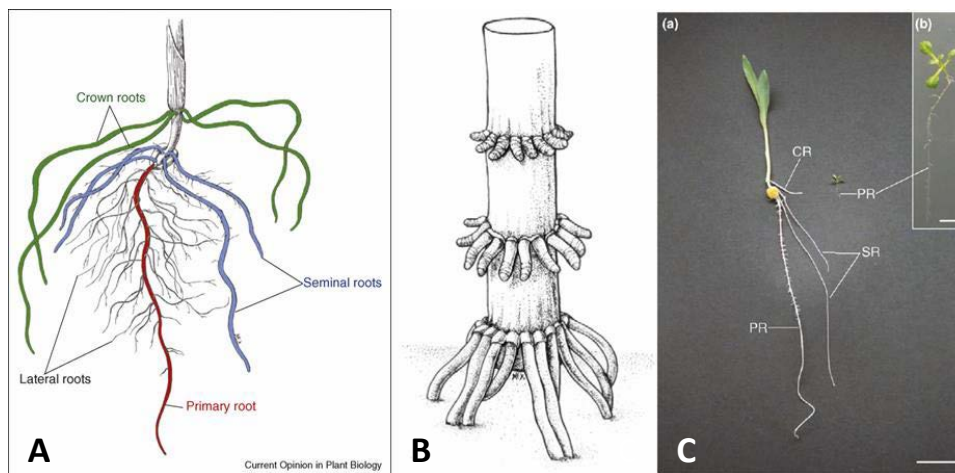 Crown roots
Seminal roots
Lateral roots
Primary root
A
Current Opinion in Plant Biology
B
(a)
(b)
CR
PR
SR
PR
C